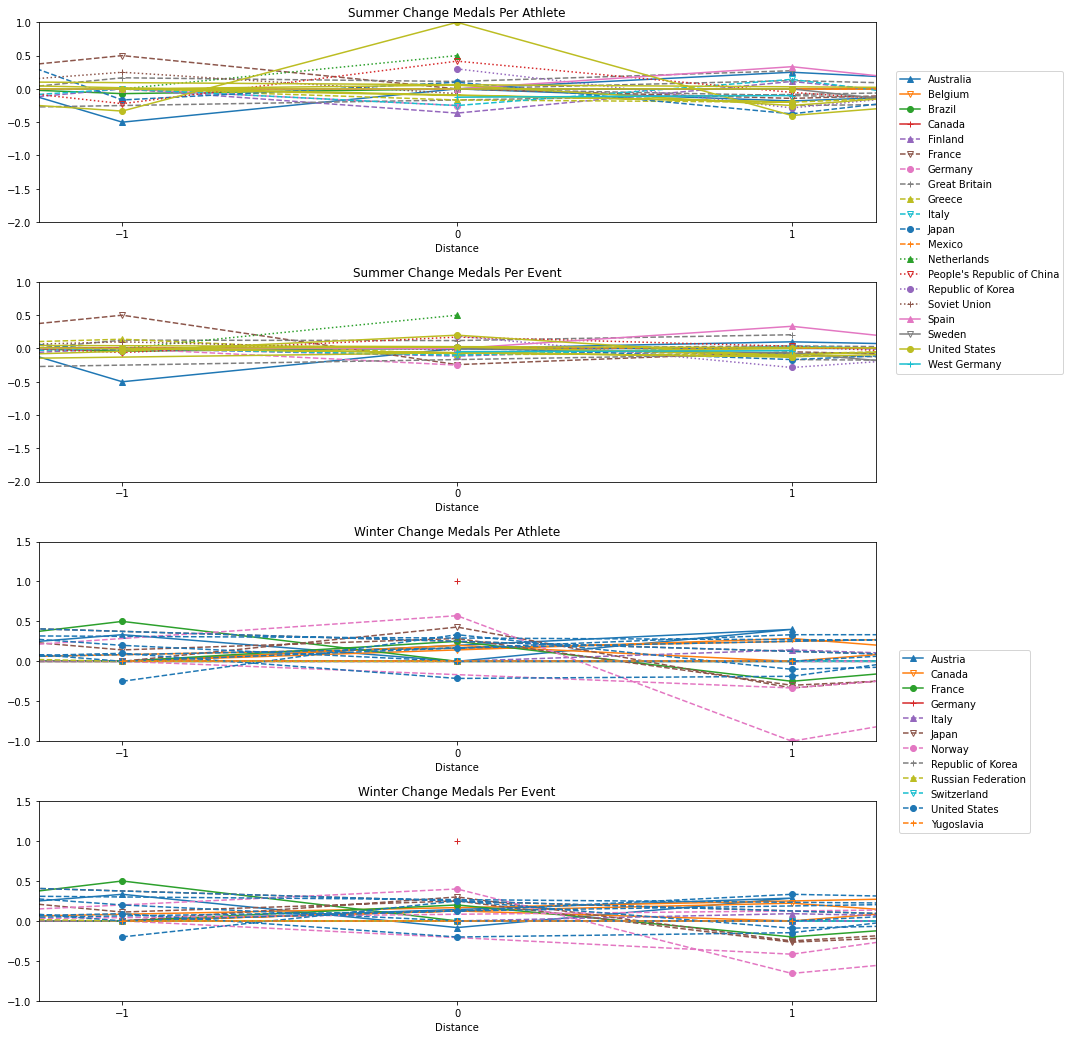 Summer Change Medals Per Athlete
1.0
0.5
0.0
−0.5
−1.0
−1.5
−2.0
−1
0
1
Distance
Australia
Belgium
Brazil
Canada
Finland
France
Germany
Great Britain
Greece
Italy
Japan
Mexico
Netherlands
People's Republic of China
Republic of Korea
Soviet Union
Spain
Sweden
United States
West Germany
Summer Change Medals Per Event
1.0
0.5
0.0
−0.5
−1.0
−1.5
−2.0
−1
0
1
Distance
Winter Change Medals Per Athlete
1.5
1.0
0.5
0.0
−0.5
−1.0
−1
0
1
Distance
Austria
Canada
France
Germany
Italy
Japan
Norway
Republic of Korea
Russian Federation
Switzerland
United States
Yugoslavia
Winter Change Medals Per Event
1.5
1.0
0.5
0.0
−0.5
−1.0
−1
0
1
Distance